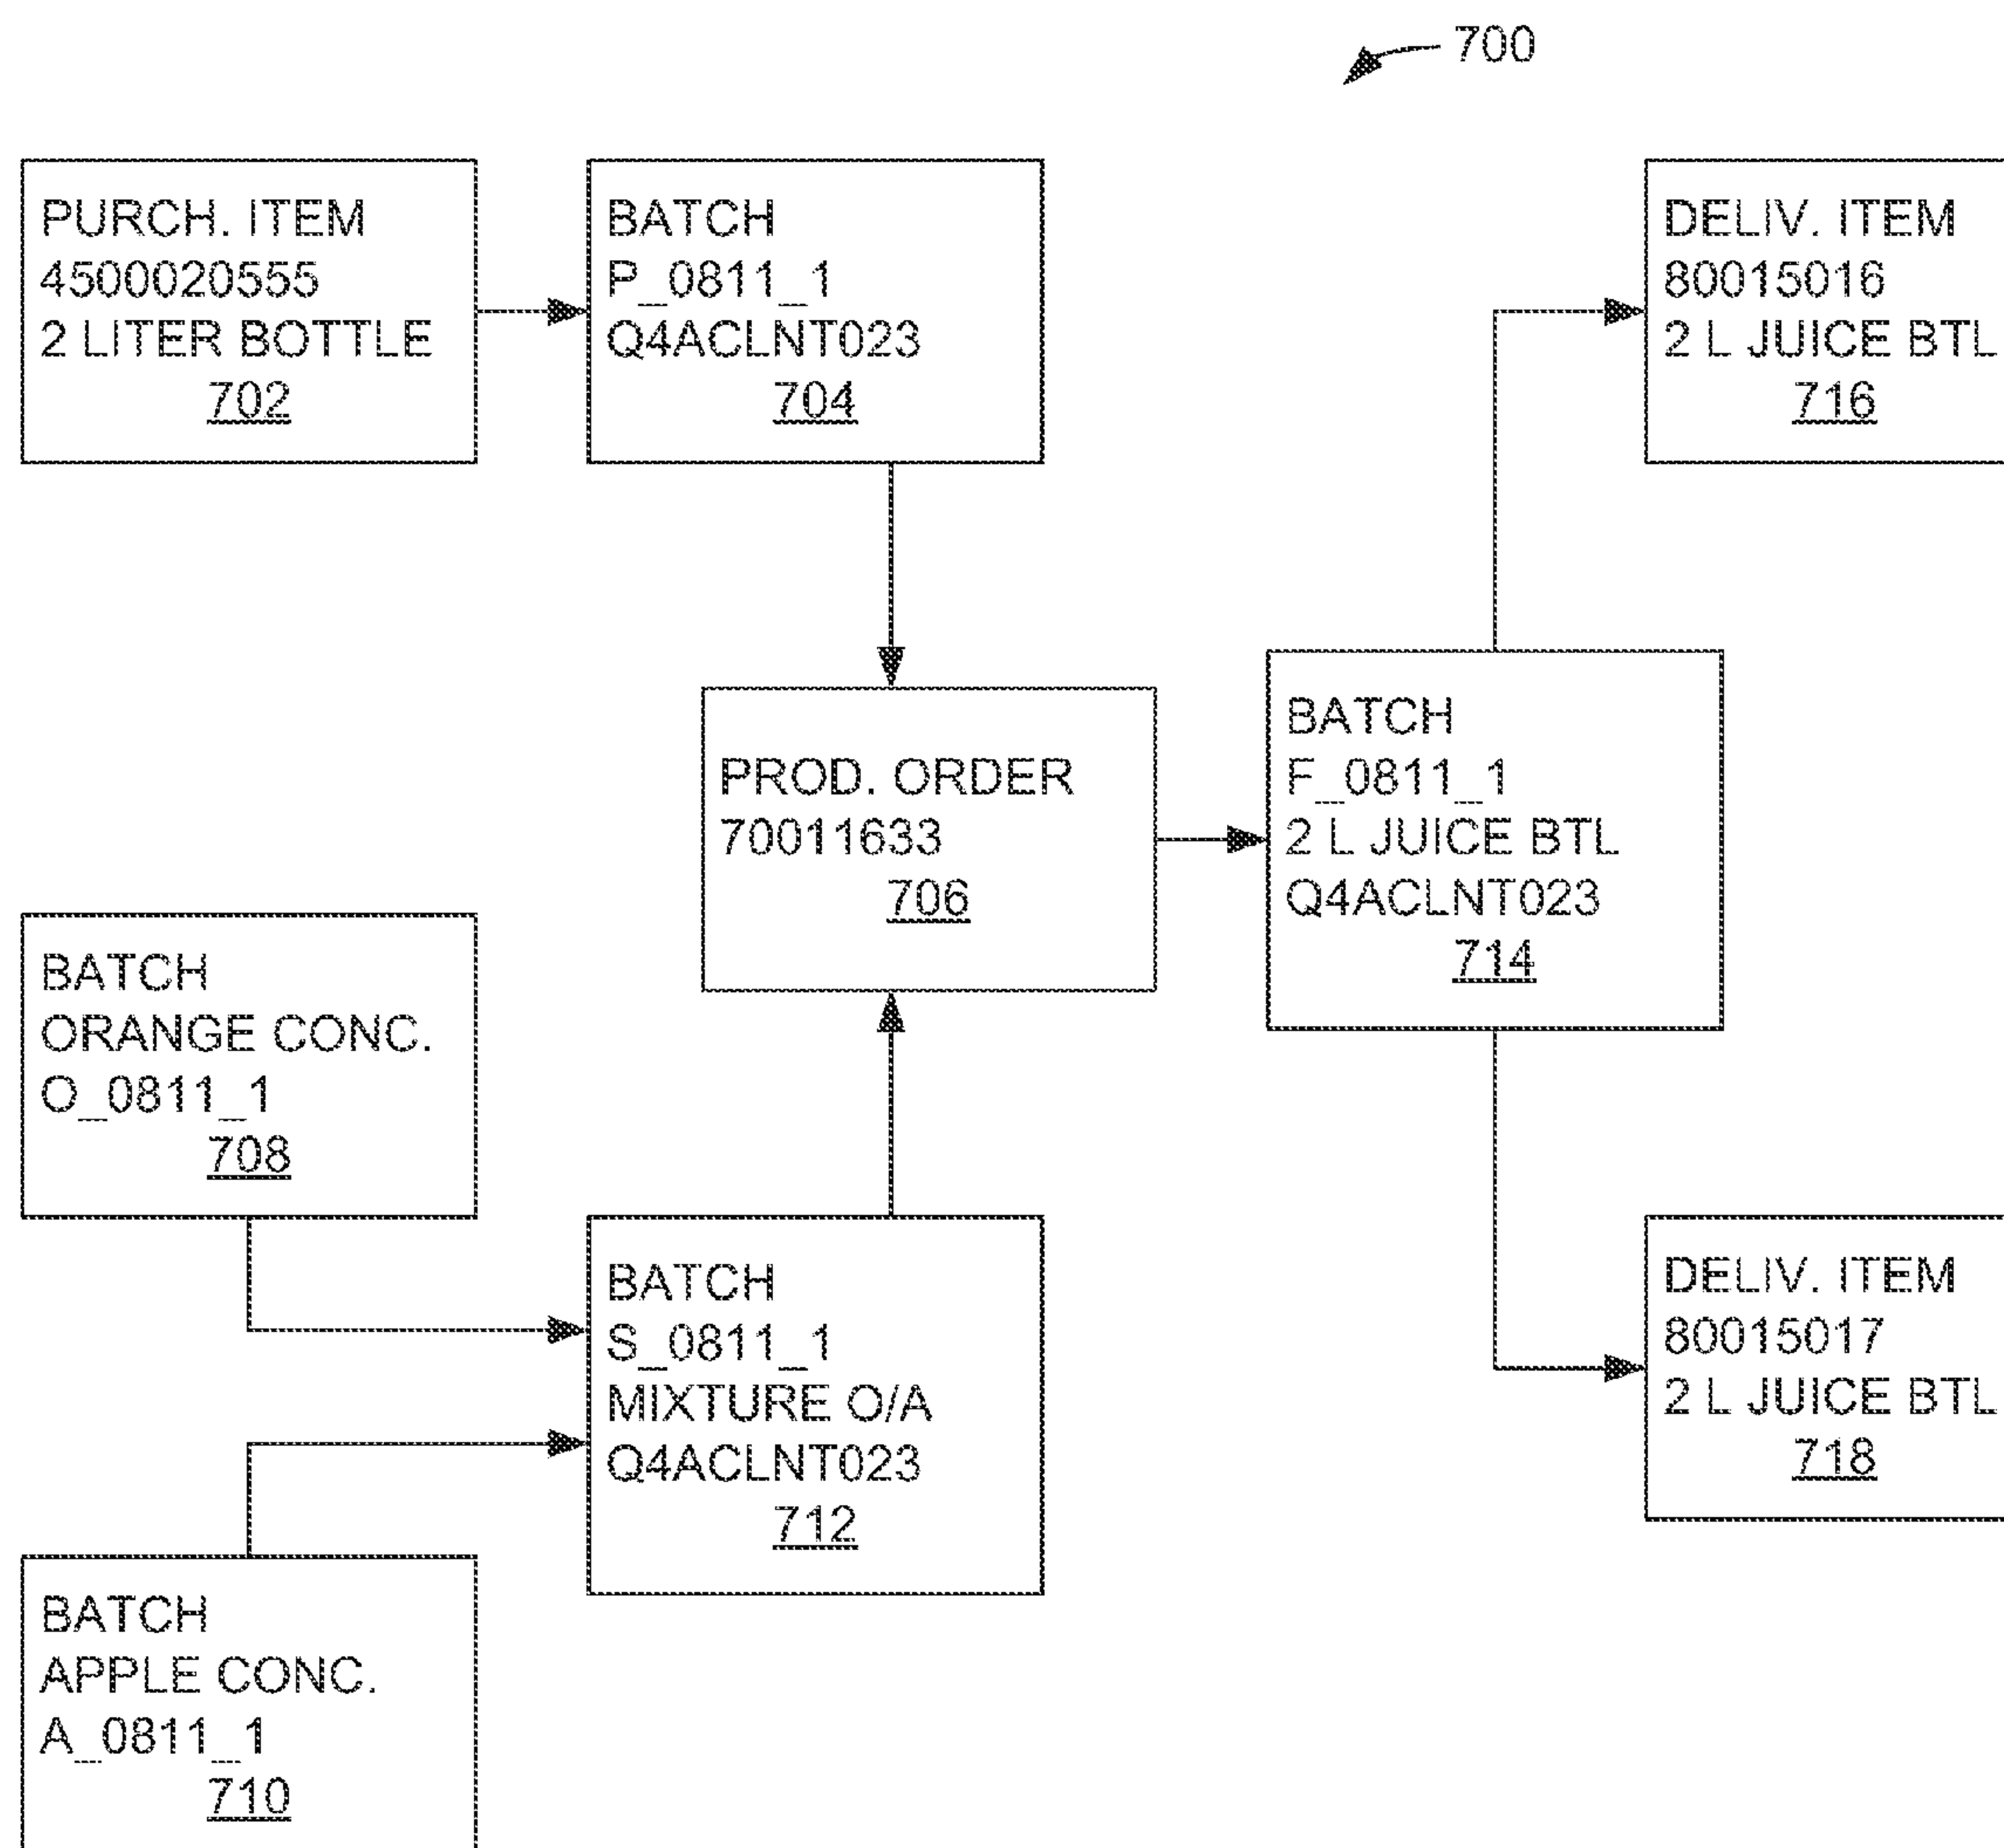 700
PURCH. ITEM
4500020555
2 LITER BOTTLE
702
BATCH
P_0811_1
Q4ACLNT023
704
DELIV. ITEM
80015016
2 L JUICE BTL
716
PROD. ORDER
70011633
706
BATCH
F_0811_1
2 L JUICE BTL
Q4ACLNT023
714
BATCH
ORANGE CONC.
O_0811_1
708
BATCH
S_0811_1
MIXTURE O/A
Q4ACLNT023
712
DELIV. ITEM
80015017
2 L JUICE BTL
718
BATCH
APPLE CONC.
A_0811_1
710